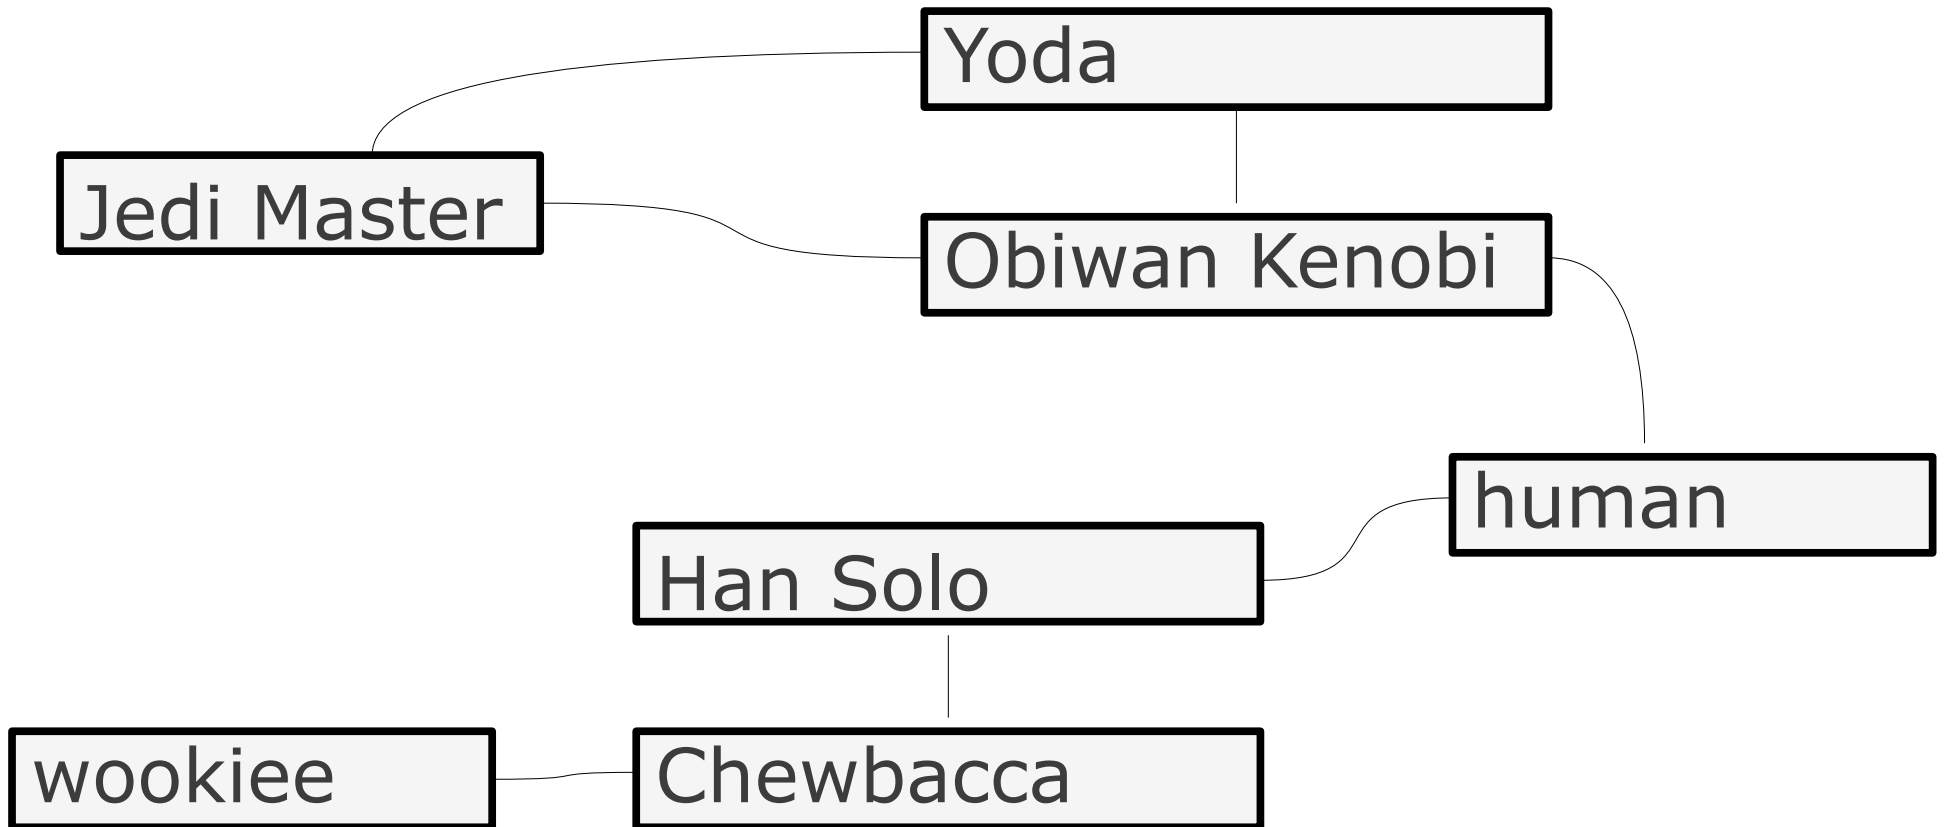 Yoda
Jedi Master
Obiwan Kenobi
human
Han Solo
wookiee
Chewbacca